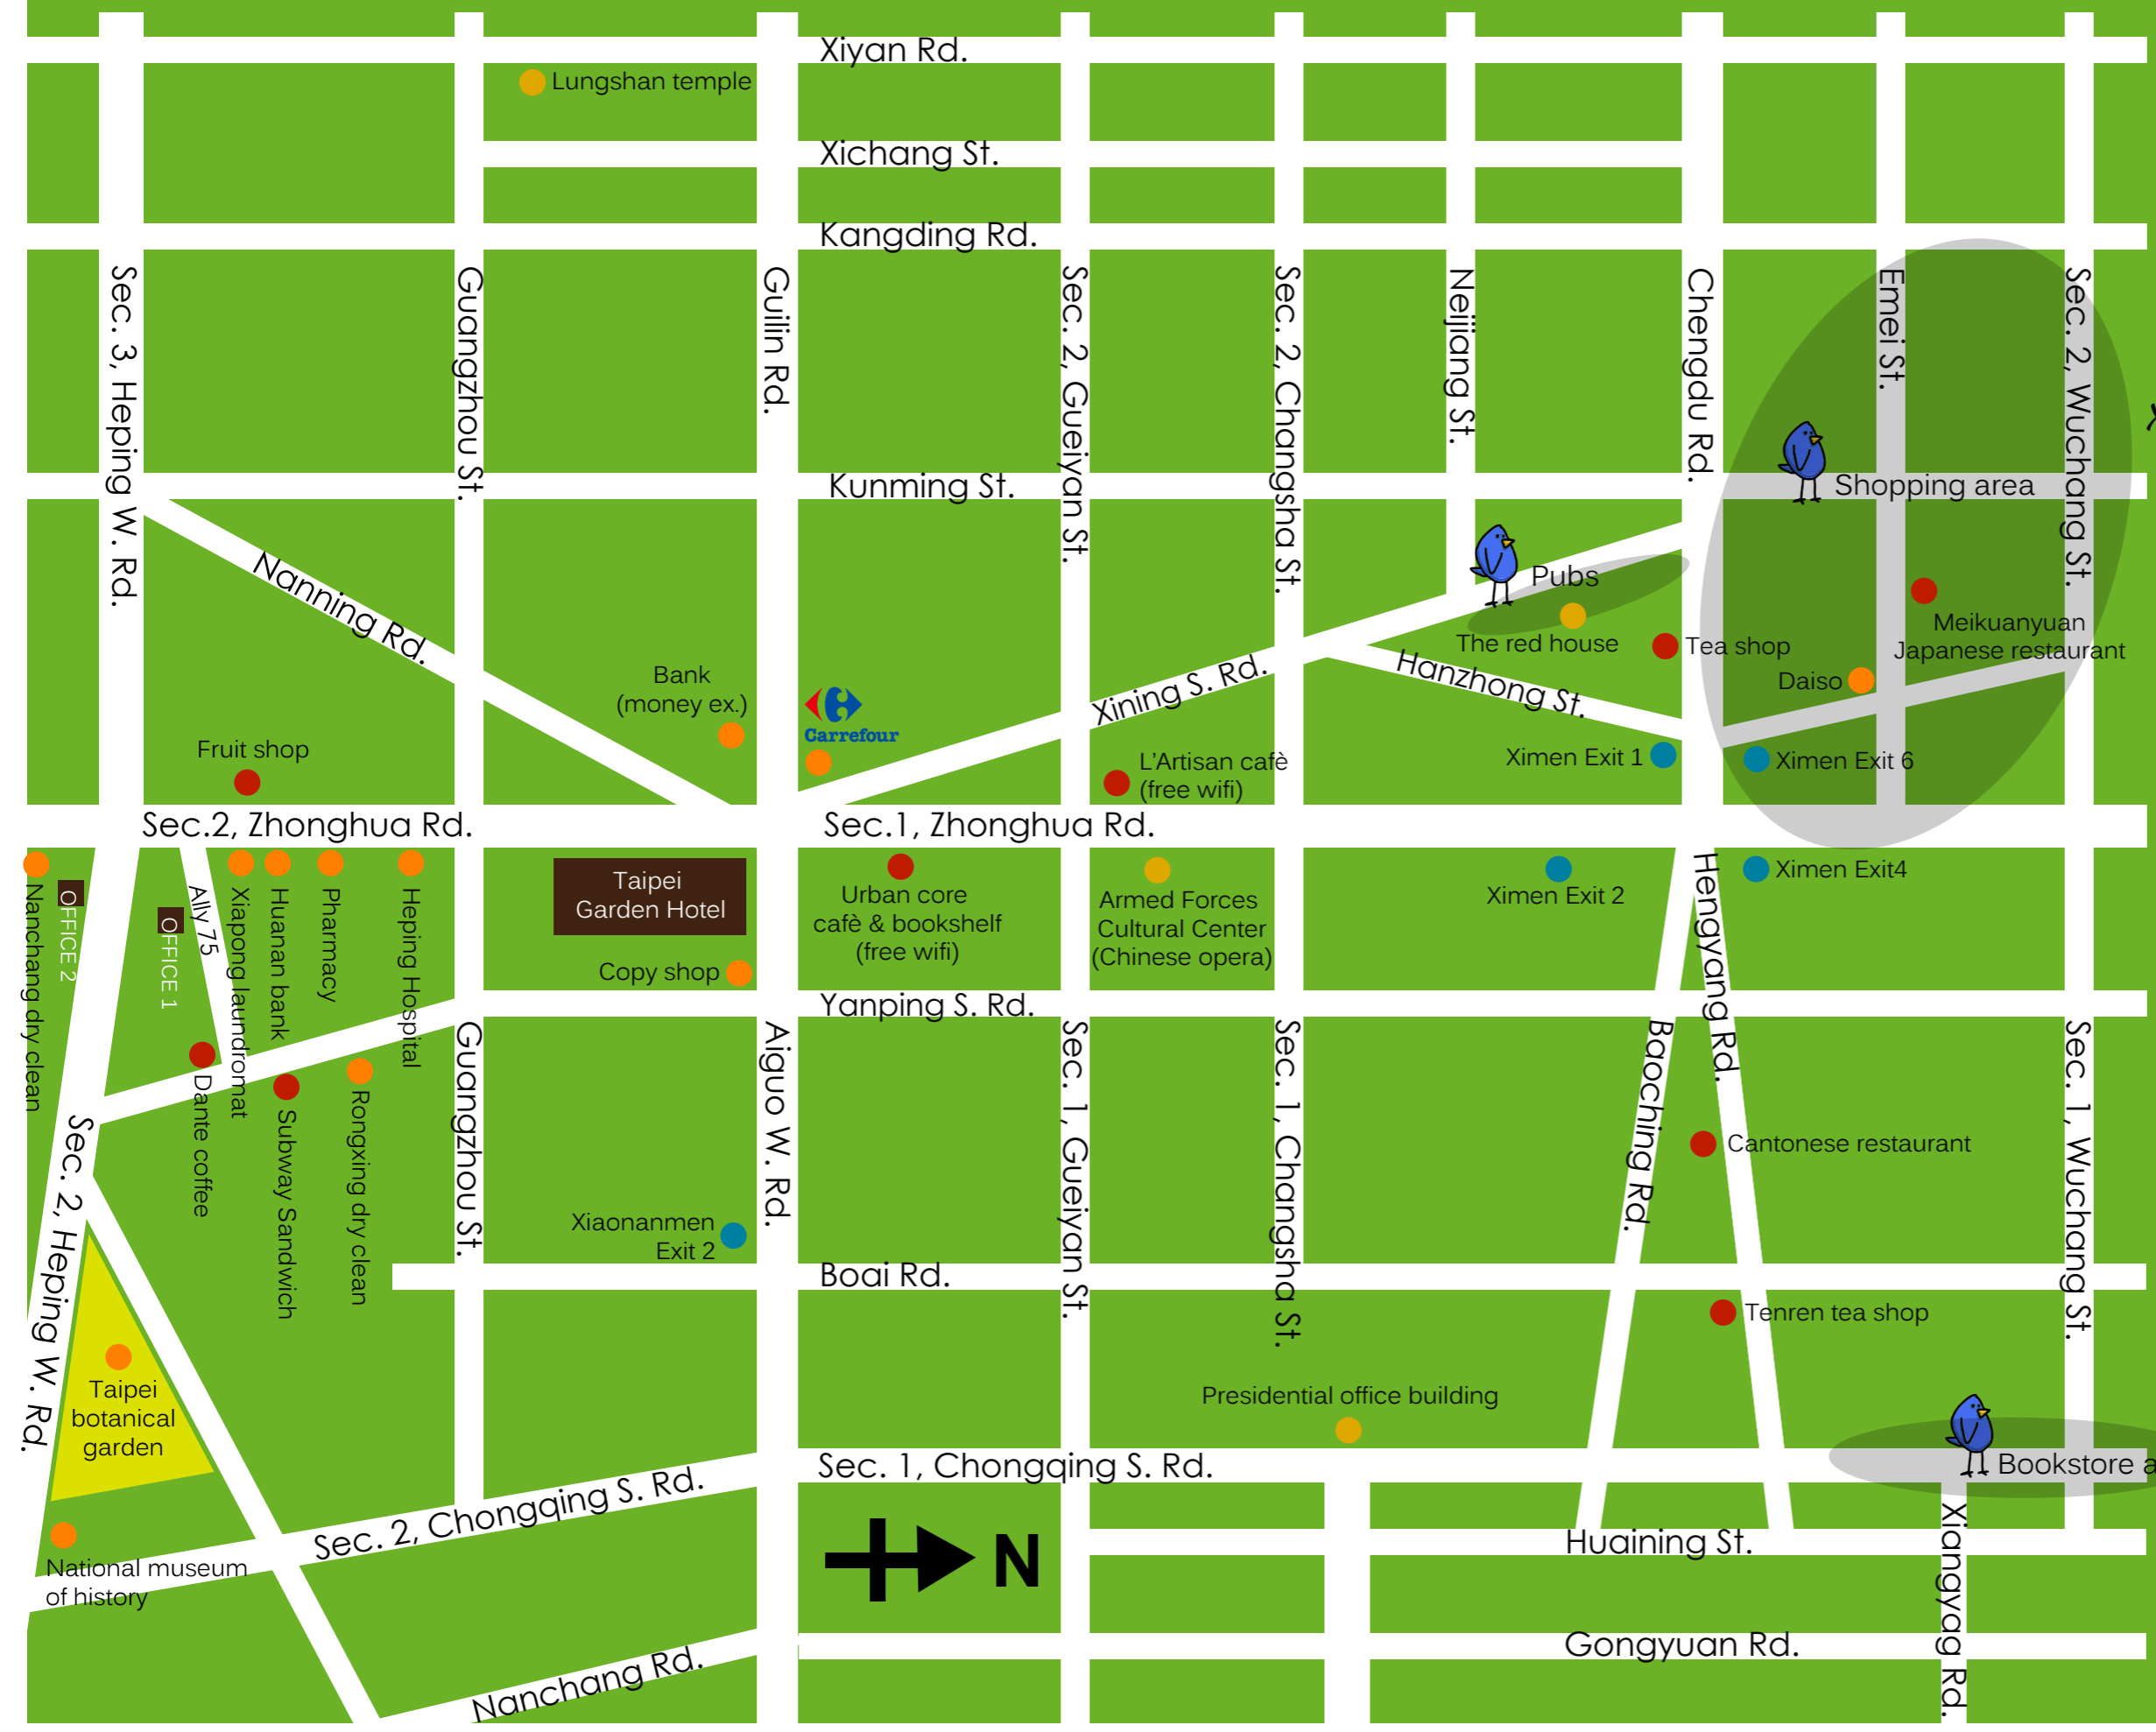 Xiyan Rd.
Lungshan temple
Xichang St.
Kangding Rd.
Sec. 3, Heping W. Rd.
Guangzhou St.
Guilin Rd.
Sec. 2, Gueiyan St.
Sec. 2, Changsha St.
Neijiang St.
Chengdu Rd.
Emei St.
Sec. 2, Wuchang St.
Kunming St.
Shopping area
Nanning Rd.
Pubs
The red house
Tea shop
Meikuanyuan
Japanese restaurant
Daiso
Hanzhong St.
Xining S. Rd.
Bank
(money ex.)
Carrefour
Fruit shop
L'Artisan cafè
(free wifi)
Ximen Exit 1
Ximen Exit 6
Sec.2, Zhonghua Rd.
Sec.1, Zhonghua Rd.
Nanchang dry clean
OFFICE 2
OFFICE 1
Ally 75
Xiapong laundromat
Huanan bank
Pharmacy
Heping Hospital
Taipei
Garden Hotel
Copy shop
Urban core
cafè & bookshelf
(free wifi)
Armed Forces
Cultural Center
(Chinese opera)
Ximen Exit 2
Ximen Exit4
Hengyang Rd.
Yanping S. Rd.
Dante coffee
Subway Sandwich
Rongxing dry clean
Guangzhou St.
Aiguo W. Rd.
Sec. 1, Gueiyan St.
Sec. 1, Changsha St.
Baoching Rd.
Sec. 1, Wuchang St.
Cantonese restaurant
Sec. 2, Heping W. Rd.
Xiaonanmen
Exit 2
Boai Rd.
Tenren tea shop
Taipei
botanical
garden
Presidential office building
Sec. 1, Chongqing S. Rd.
Bookstore a
Sec. 2, Chongqing S. Rd.
N
Huaining St.
Xiangyag Rd.
National museum
of history
Gongyuan Rd.
Nanchang Rd.